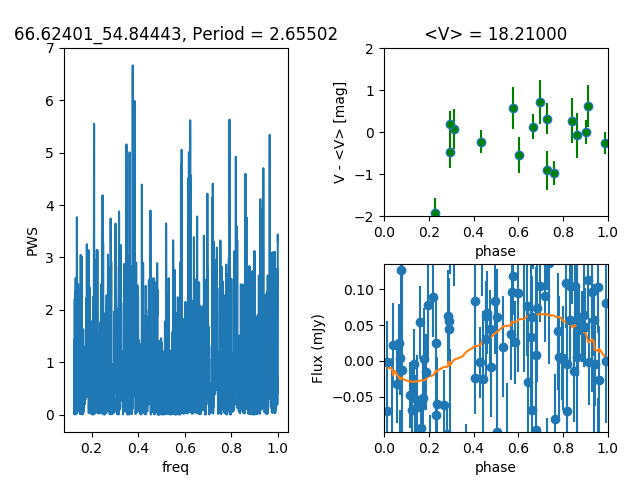 66.62401_54.84443, Period = 2.65502
7
6
5
4
3
2
1
0
PWS
0.2 0.4 0.6 0.8 1.0
freq
<V> = 18.21000
2
1
0
−1
−2
V - <V> [mag]
0.0 0.2 0.4 0.6 0.8 1.0
phase
0.10
0.05
0.00
−0.05
Flux (mJy)
0.0 0.2 0.4 0.6 0.8 1.0
phase